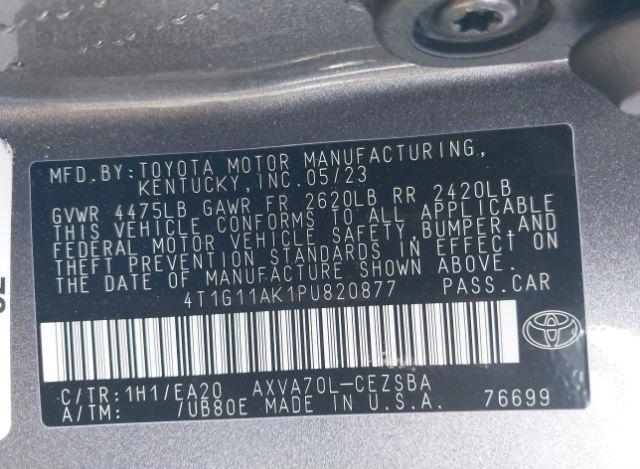 MFD.BY:TOYOTA MOTOR MANUFACTURING,
KENTUCKY,INC.05/23
GVWR 4475LB GAWR FR 2620LB RR 2420LB
THIS VEHICLE CONFORMS TO ALL APPLICABLE
FEDERAL MOTOR VEHICLE SAFETY,BUMPER,AND
THEFT PREVENTION STANDARDS IN EFFECT ON
THE DATE OF MANUFACTURE SHOWN ABOVE.
4T1G11AK1PU820877 PASS.CAR
C/TR:1H1/EA20 AXVA70L-CEZSBA
A/TM: /UB80E MADE IN U.S.A. 76699